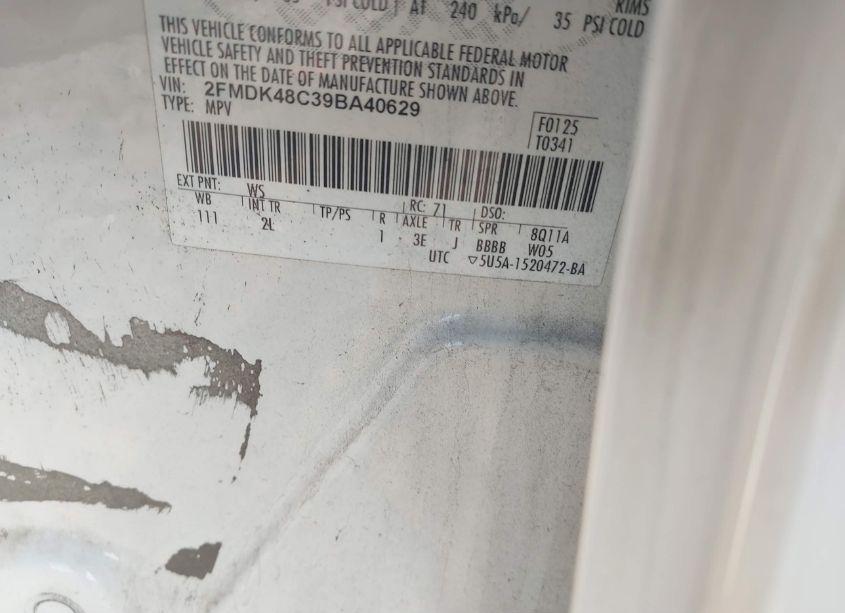 PSI COLD AT 240 kPa/ 35 PSI COLD
RIMS
THIS VEHICLE CONFORMS TO ALL APPLICABLE FEDERAL MOTOR
VEHICLE SAFETY AND THEFT PREVENTION STANDARDS IN
EFFECT ON THE DATE OF MANUFACTURE SHOWN ABOVE.
VIN: 2FMDK48C39BA40629
TYPE: MPV
F0125
T0341
EXT PNT: WS RC: 71 DSO:
WB INT TR TP/PS R AXLE TR SPR 8Q11A
111 2L 1 3E J BBBB W05
UTC ▽5U5A-1520472-BA